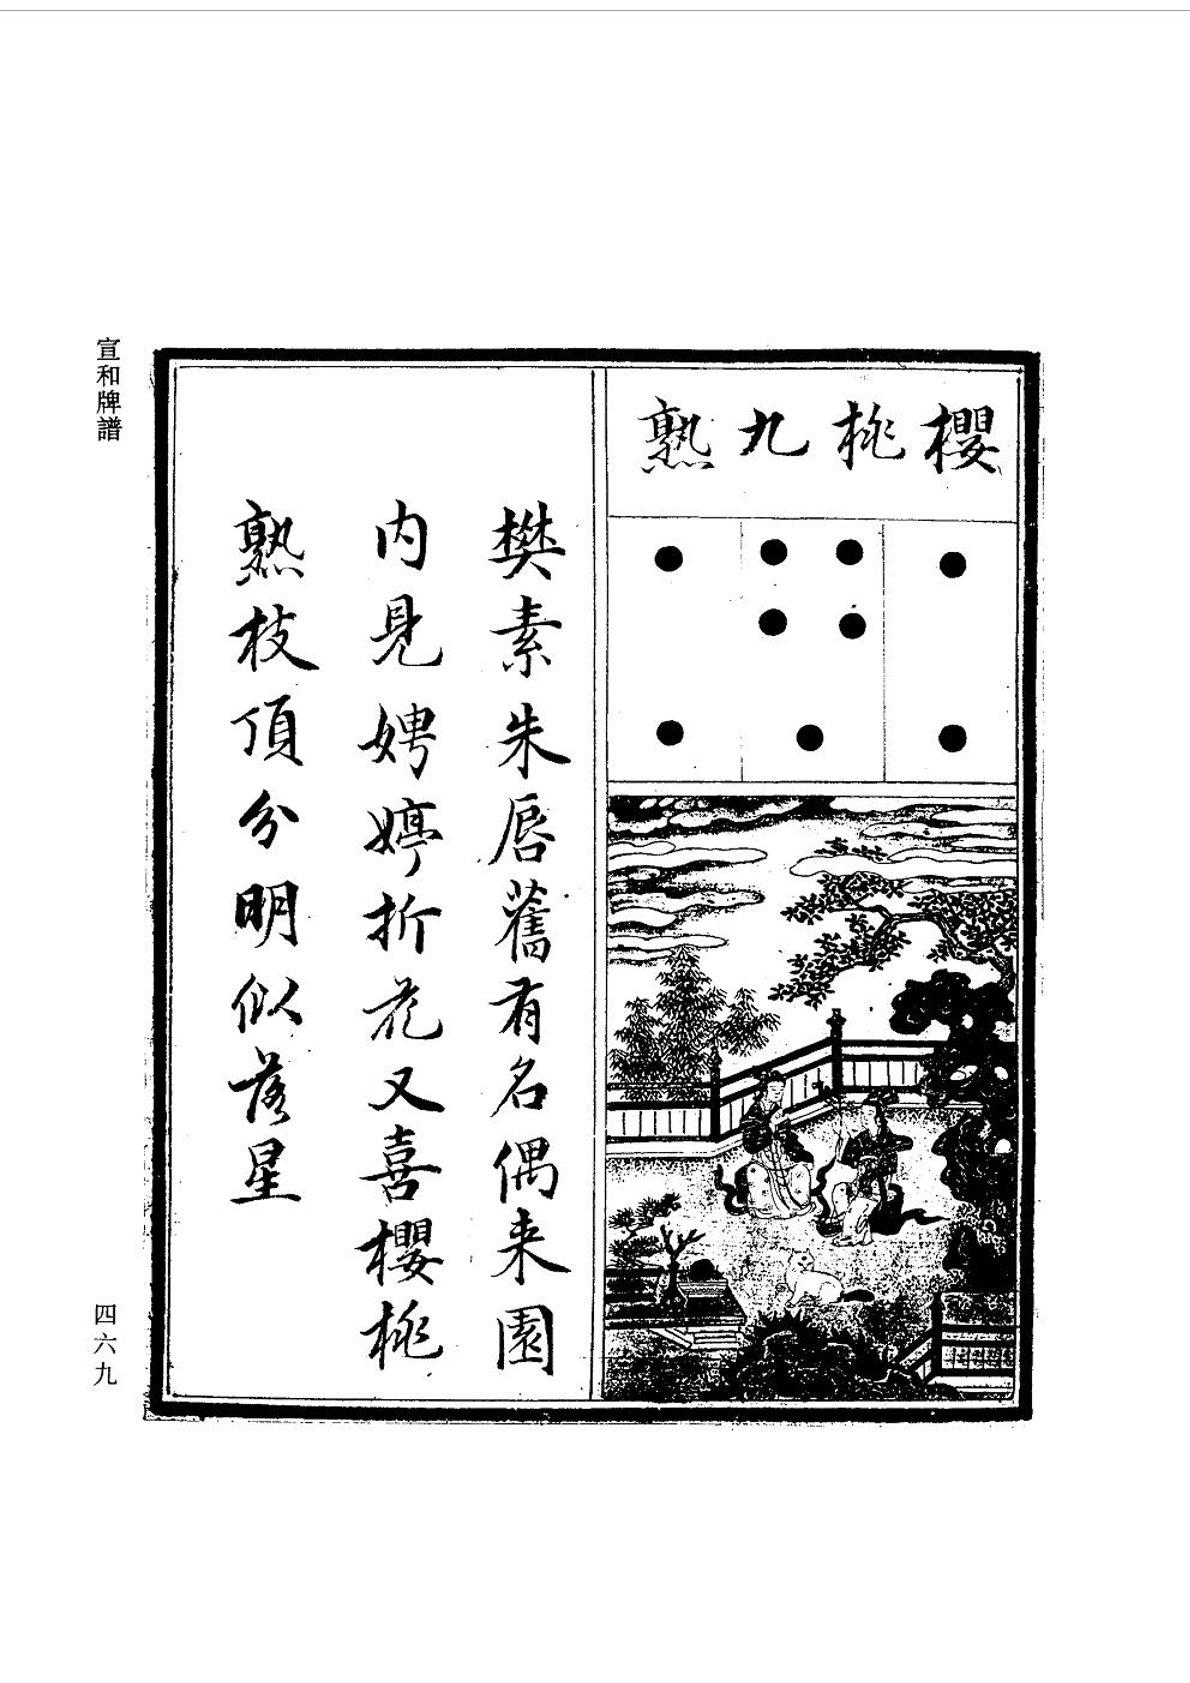 櫻桃九熟
樊素朱唇舊有名偶来園
内見娉婷折花又喜櫻桃
熟枝頂分明似落星
宣和牌譜
四六九